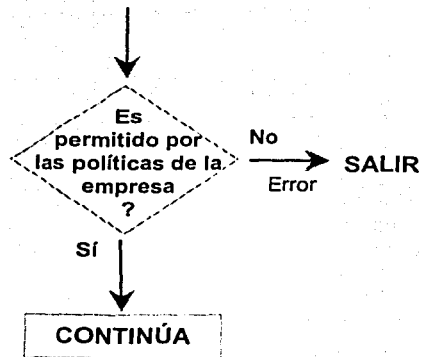 Es
permitido por
las políticas de la
empresa
?
No
Error
SALIR
Sí
CONTINÚA